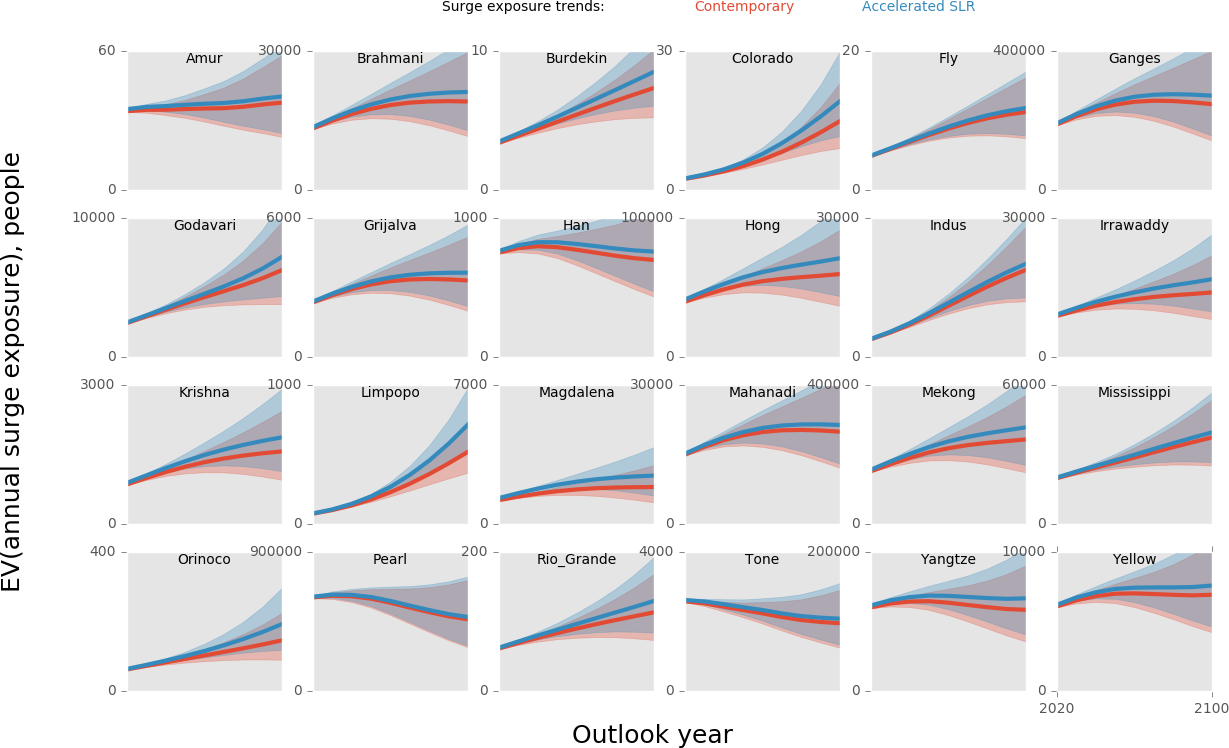 Surge exposure trends: Contemporary Accelerated SLR
60 30000 10 30 20 400000
Amur Brahmani Burdekin Colorado Fly Ganges
0 0 0 0 0 0
10000 6000 1000 100000 30000 30000
Godavari Grijalva Han Hong Indus Irrawaddy
0 0 0 0 0 0
3000 1000 7000 30000 400000 60000
Krishna Limpopo Magdalena Mahanadi Mekong Mississippi
0 0 0 0 0 0
400 900000 200 4000 200000 10000
Orinoco Pearl Rio_Grande Tone Yangtze Yellow
0 0 0 0 0 0
2020 2100
EV(annual surge exposure), people
Outlook year